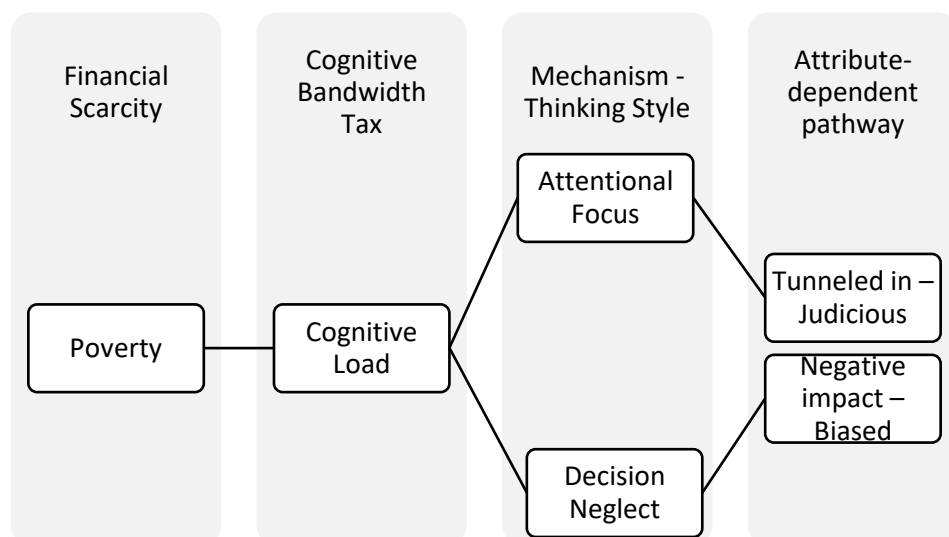 Financial
Scarcity
Cognitive
Bandwidth
Tax
Mechanism -
Thinking Style
Attribute-
dependent
pathway
Poverty
Cognitive
Load
Attentional
Focus
Decision
Neglect
Tunneled in –
Judicious
Negative
impact –
Biased